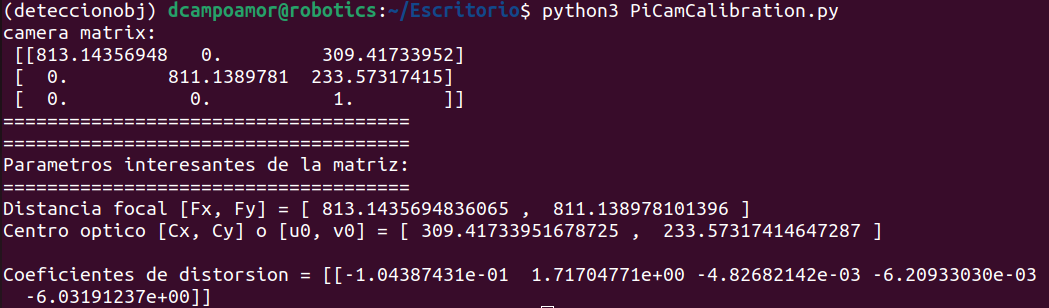 (deteccionobj) dcampoamor@robotics:~/Escritorio$ python3 PiCamCalibration.py
camera matrix:
 [[813.14356948   0.         309.41733952]
 [  0.         811.1389781  233.57317415]
 [  0.           0.           1.        ]]
=====================================
=====================================
Parametros interesantes de la matriz:
=====================================
Distancia focal [Fx, Fy] = [ 813.1435694836065 ,  811.138978101396 ]
Centro optico [Cx, Cy] o [u0, v0] = [ 309.41733951678725 ,  233.57317414647287 ]

Coeficientes de distorsion = [[-1.04387431e-01  1.71704771e+00 -4.82682142e-03 -6.20933030e-03
  -6.03191237e+00]]